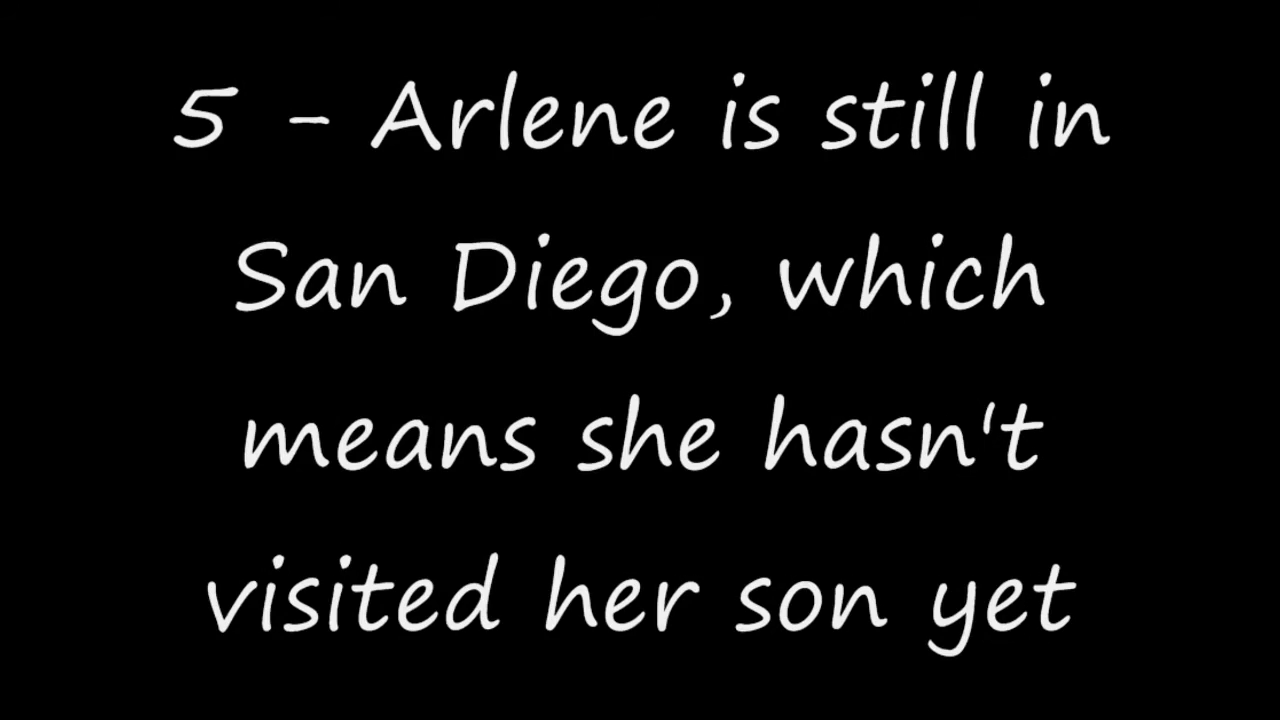 5 - Arlene is still in
San Diego, which
means she hasn't
visited her son yet